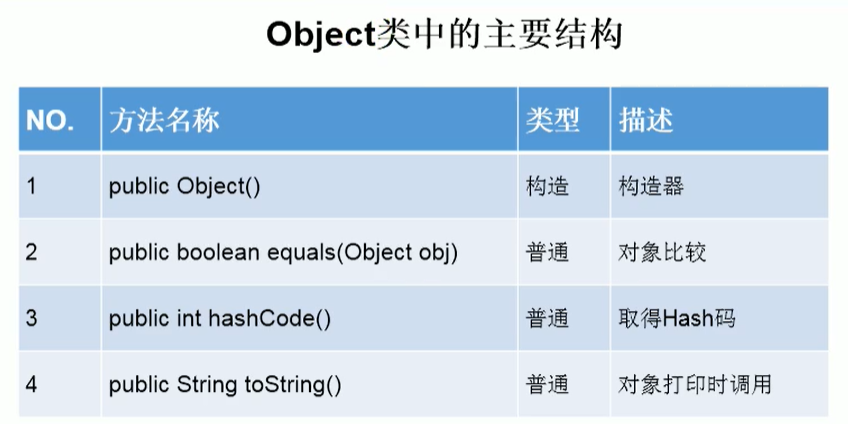 Object类中的主要结构
NO. 方法名称 类型 描述
1 public Object() 构造 构造器
2 public boolean equals(Object obj) 普通 对象比较
3 public int hashCode() 普通 取得Hash码
4 public String toString() 普通 对象打印时调用